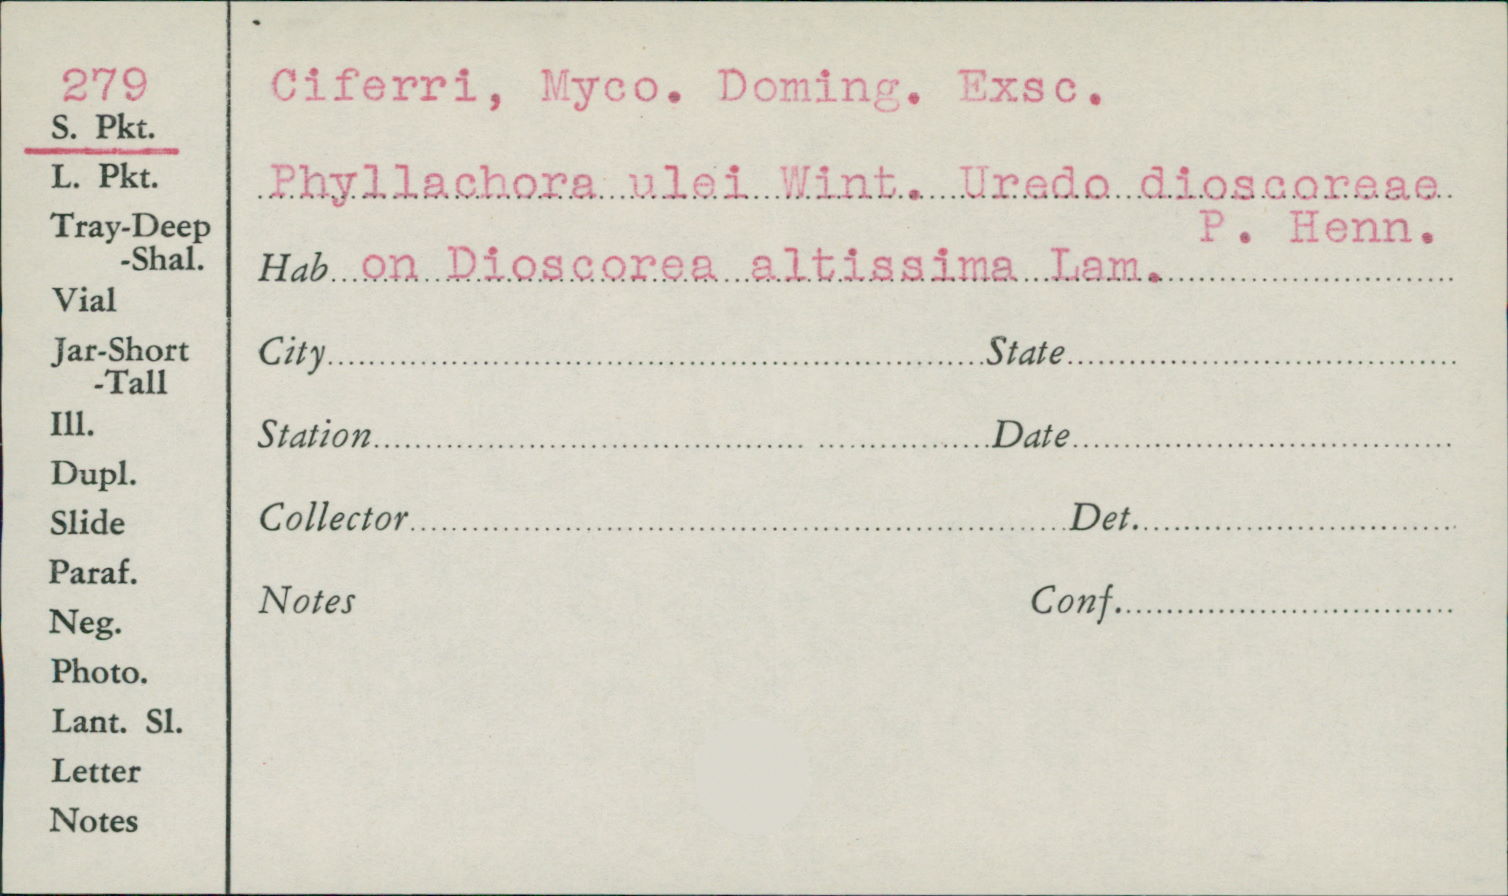 279
S. Pkt.
L. Pkt.
Tray-Deep
-Shal.
Vial
Jar-Short
-Tall
Ill.
Dupl.
Slide
Paraf.
Neg.
Photo.
Lant. Sl.
Letter
Notes
Ciferri, Myco. Doming. Exsc.
Phyllachora ulei Wint. Uredo dioscoreae
P. Henn.
Hab on Dioscorea altissima Lam.
City State
Station Date
Collector Det.
Notes Conf.